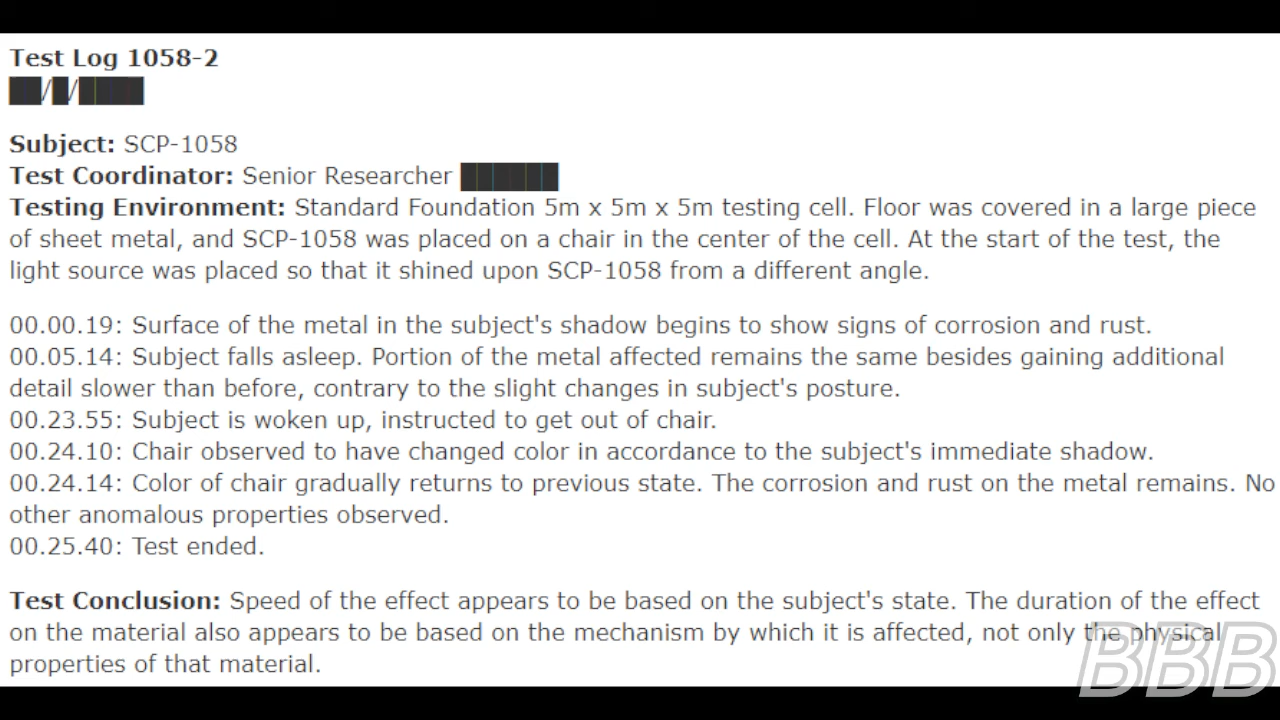 Test Log 1058-2
██/█/████
Subject: SCP-1058
Test Coordinator: Senior Researcher ██████
Testing Environment: Standard Foundation 5m x 5m x 5m testing cell. Floor was covered in a large piece
of sheet metal, and SCP-1058 was placed on a chair in the center of the cell. At the start of the test, the
light source was placed so that it shined upon SCP-1058 from a different angle.
00.00.19: Surface of the metal in the subject's shadow begins to show signs of corrosion and rust.
00.05.14: Subject falls asleep. Portion of the metal affected remains the same besides gaining additional
detail slower than before, contrary to the slight changes in subject's posture.
00.23.55: Subject is woken up, instructed to get out of chair.
00.24.10: Chair observed to have changed color in accordance to the subject's immediate shadow.
00.24.14: Color of chair gradually returns to previous state. The corrosion and rust on the metal remains. No
other anomalous properties observed.
00.25.40: Test ended.
Test Conclusion: Speed of the effect appears to be based on the subject's state. The duration of the effect
on the material also appears to be based on the mechanism by which it is affected, not only the physical
properties of that material.
BBB